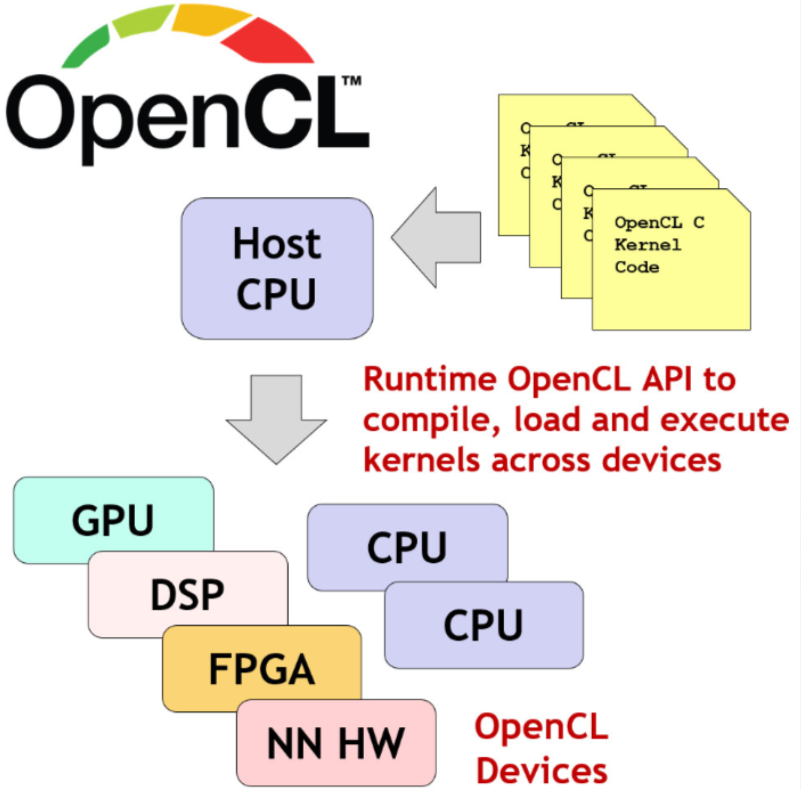 OpenCL™
OpenCL C
Kernel
Code
Host
CPU
Runtime OpenCL API to
compile, load and execute
kernels across devices
GPU
CPU
DSP
CPU
FPGA
NN HW
OpenCL
Devices